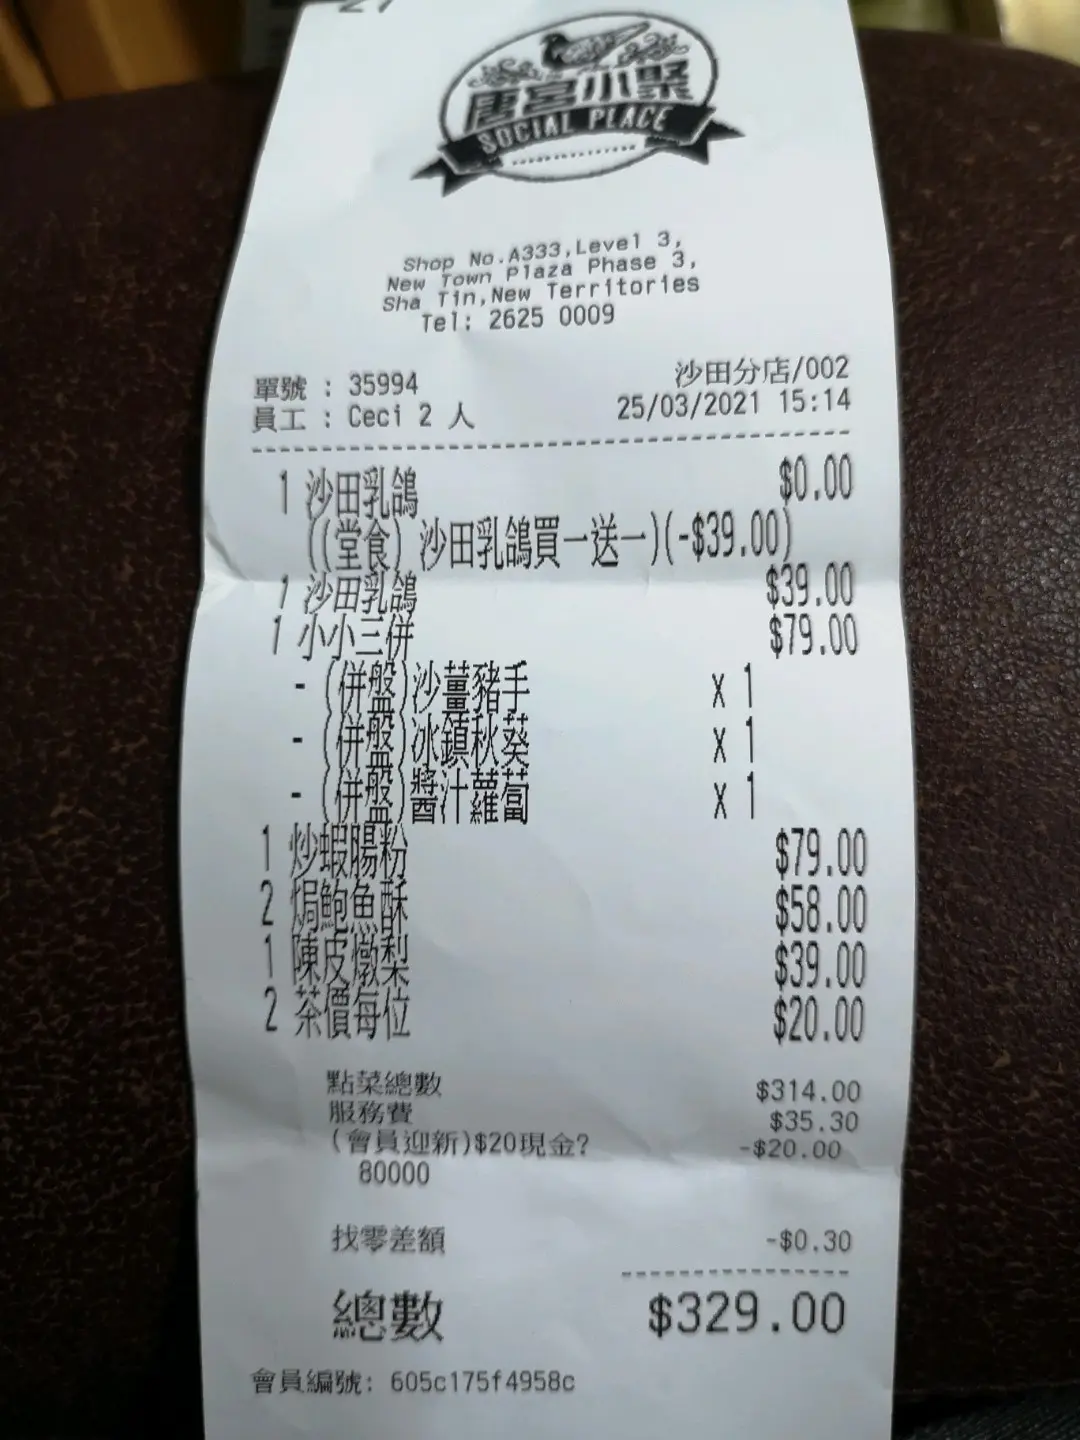 唐宮小聚
SOCIAL PLACE
Shop No.A333,Level 3,
New Town Plaza Phase 3,
Sha Tin,New Territories
Tel: 2625 0009
單號 : 35994 沙田分店/002
員工 : Ceci 2 人 25/03/2021 15:14
1 沙田乳鴿 $0.00
((堂食) 沙田乳鴿買一送一)(-$39.00)
1 沙田乳鴿 $39.00
1 小小三併 $79.00
- (併盤)沙薑豬手 x 1
- (併盤)冰鎮秋葵 x 1
- (併盤)醬汁蘿蔔 x 1
1 炒蝦腸粉 $79.00
2 焗鮑魚酥 $58.00
1 陳皮燉梨 $39.00
2 茶價每位 $20.00
點菜總數 $314.00
服務費 $35.30
(會員迎新)$20現金? -$20.00
80000
找零差額 -$0.30
總數 $329.00
會員編號: 605c175f4958c